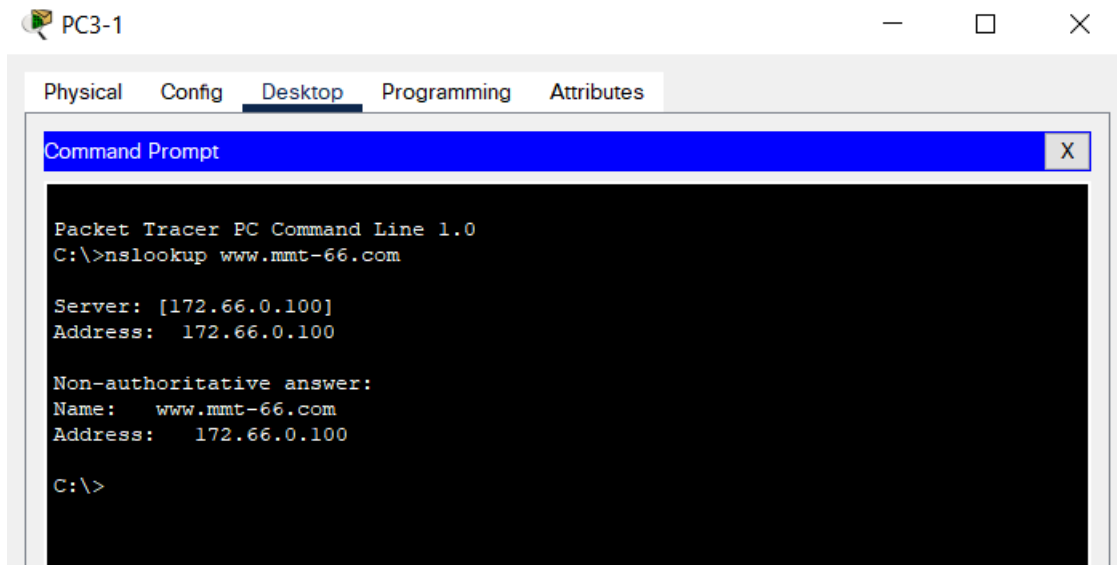 PC3-1
Physical Config Desktop Programming Attributes
Command Prompt X
Packet Tracer PC Command Line 1.0
C:\>nslookup www.mmt-66.com
Server: [172.66.0.100]
Address:  172.66.0.100
Non-authoritative answer:
Name:   www.mmt-66.com
Address:   172.66.0.100
C:\>